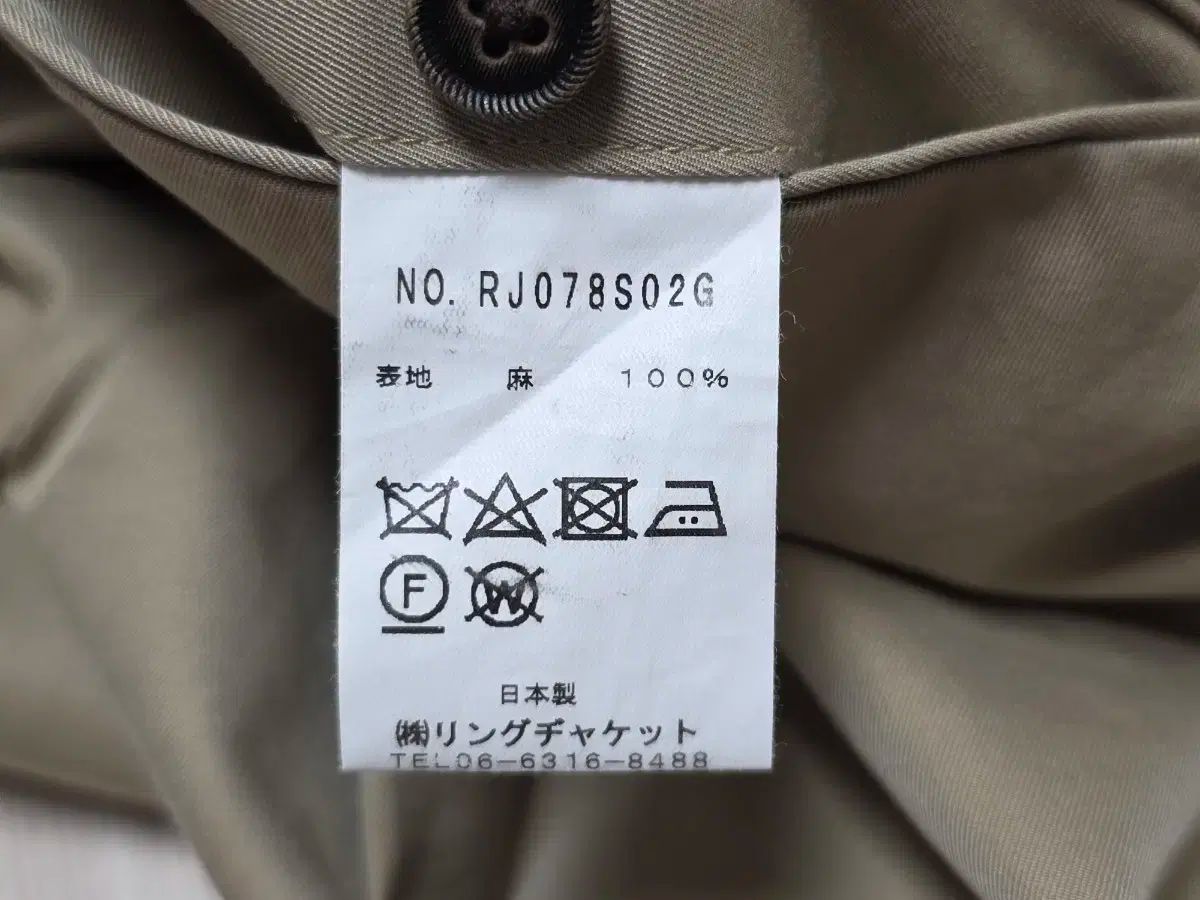 NO. RJ078S02G
表地 麻 100%
F W
日本製
㈱リングヂャケット
TEL06-6316-8488